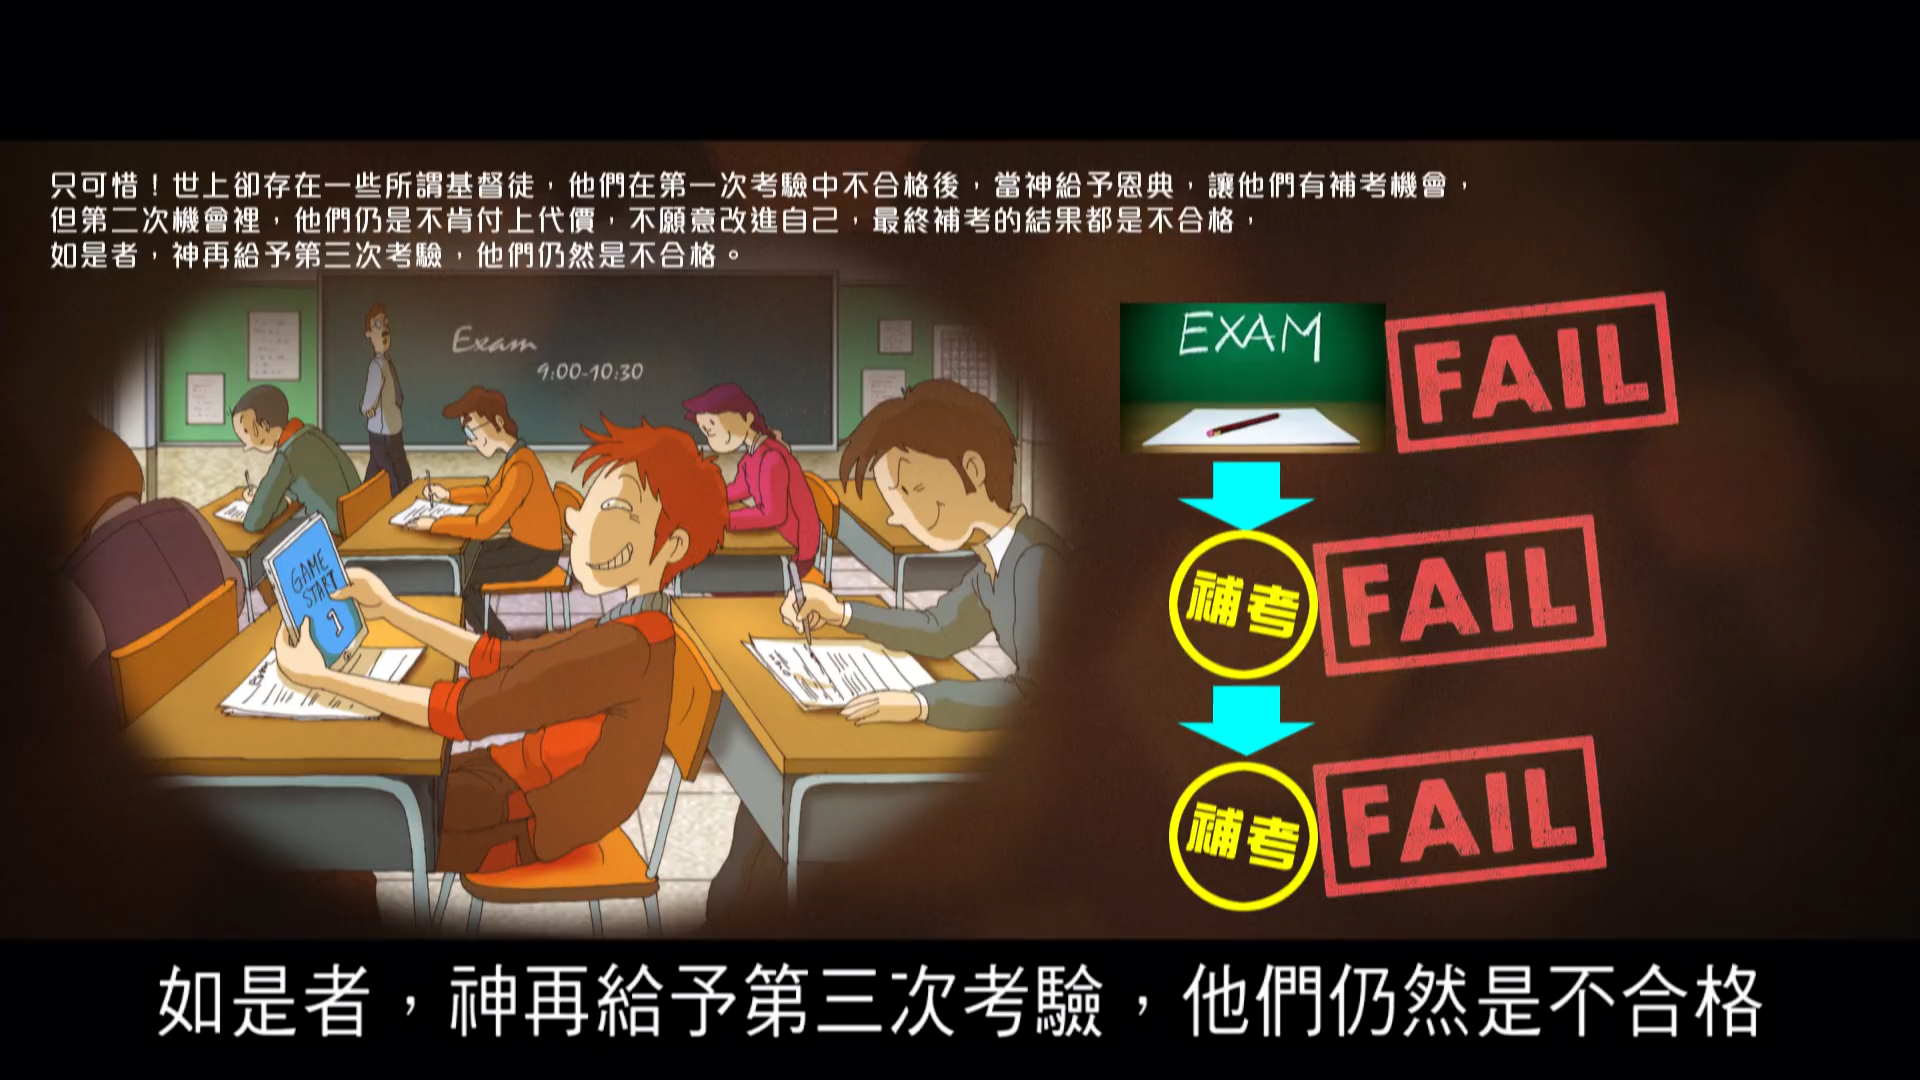 只可惜！世上卻存在一些所謂基督徒，他們在第一次考驗中不合格後，當神給予恩典，讓他們有補考機會，
但第二次機會裡，他們仍是不肯付上代價，不願意改進自己，最終補考的結果都是不合格，
如是者，神再給予第三次考驗，他們仍然是不合格。
Exam
9:00-10:30
GAME
START
1
EXAM
FAIL
補考
FAIL
補考
FAIL
如是者，神再給予第三次考驗，他們仍然是不合格